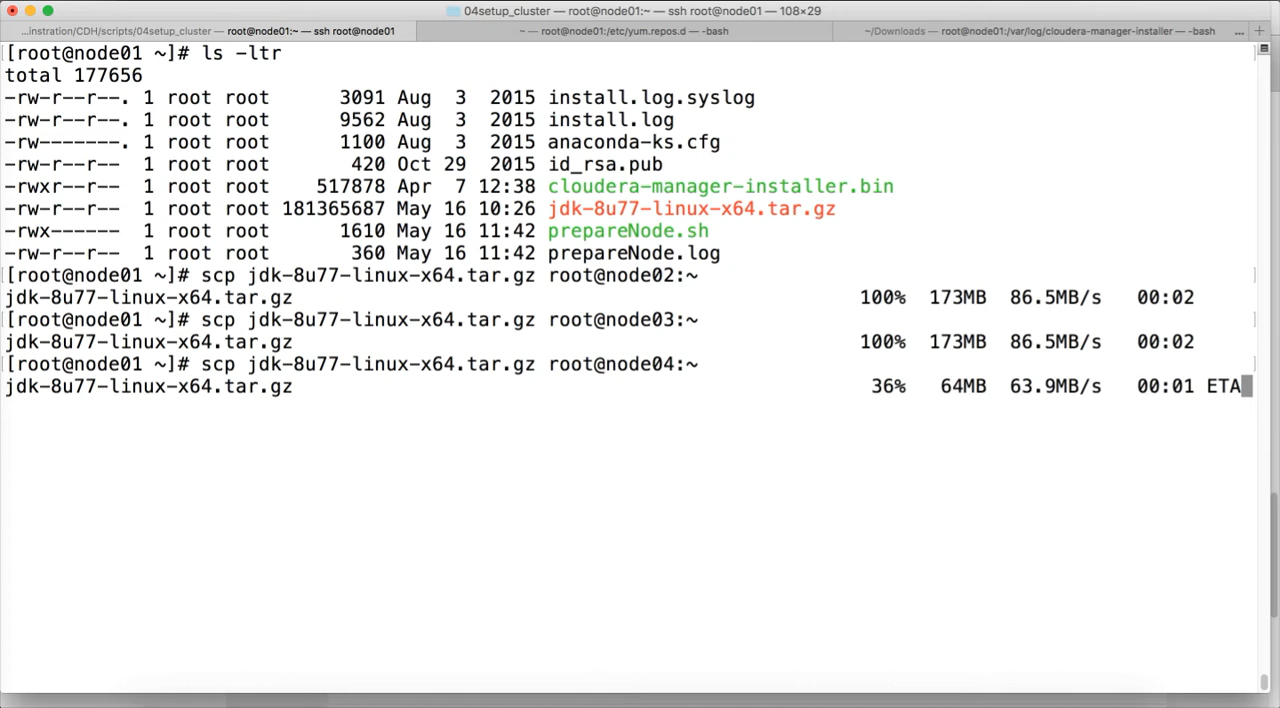 04setup_cluster — root@node01:~ — ssh root@node01 — 108×29
...instration/CDH/scripts/04setup_cluster — root@node01:~ — ssh root@node01
~ — root@node01:/etc/yum.repos.d — -bash
~/Downloads — root@node01:/var/log/cloudera-manager-installer — -bash
... +
[root@node01 ~]# ls -ltr
total 177656
-rw-r--r--. 1 root root 3091 Aug 3 2015 install.log.syslog
-rw-r--r--. 1 root root 9562 Aug 3 2015 install.log
-rw-------. 1 root root 1100 Aug 3 2015 anaconda-ks.cfg
-rw-r--r-- 1 root root 420 Oct 29 2015 id_rsa.pub
-rwxr--r-- 1 root root 517878 Apr 7 12:38 cloudera-manager-installer.bin
-rw-r--r-- 1 root root 181365687 May 16 10:26 jdk-8u77-linux-x64.tar.gz
-rwx------ 1 root root 1610 May 16 11:42 prepareNode.sh
-rw-r--r-- 1 root root 360 May 16 11:42 prepareNode.log
[root@node01 ~]# scp jdk-8u77-linux-x64.tar.gz root@node02:~
jdk-8u77-linux-x64.tar.gz 100% 173MB 86.5MB/s 00:02
[root@node01 ~]# scp jdk-8u77-linux-x64.tar.gz root@node03:~
jdk-8u77-linux-x64.tar.gz 100% 173MB 86.5MB/s 00:02
[root@node01 ~]# scp jdk-8u77-linux-x64.tar.gz root@node04:~
jdk-8u77-linux-x64.tar.gz 36% 64MB 63.9MB/s 00:01 ETA